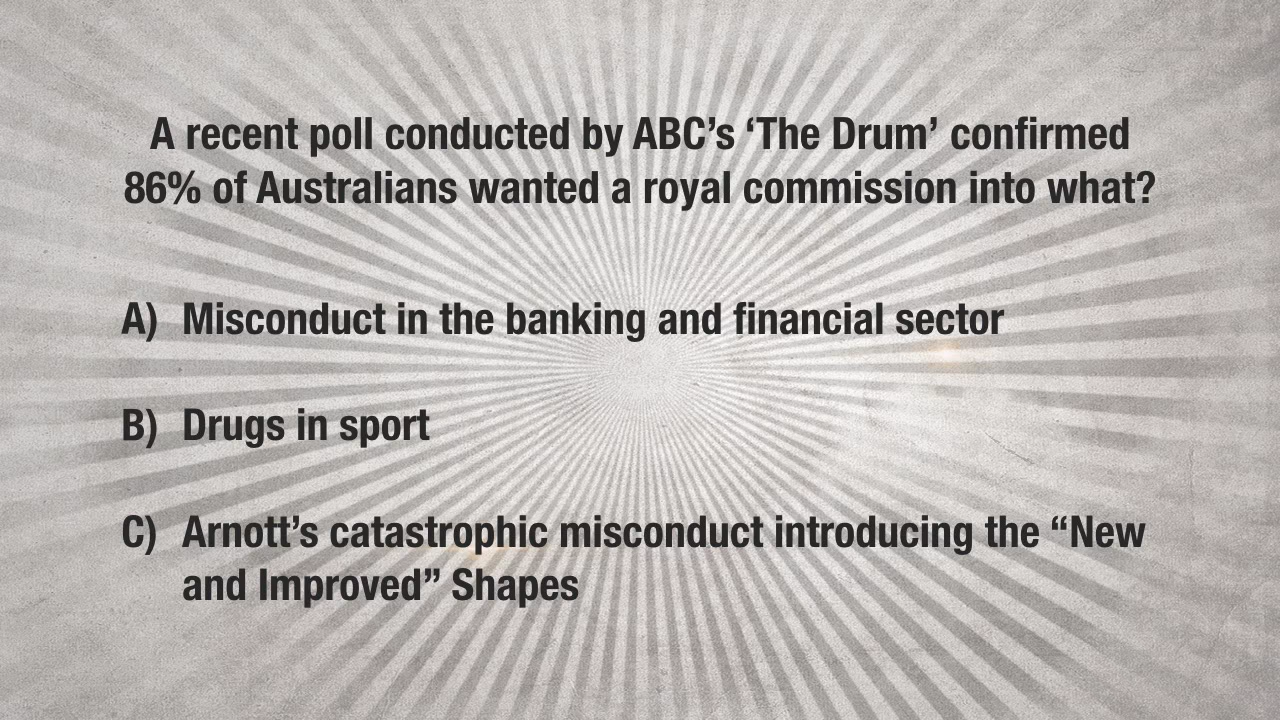 A recent poll conducted by ABC’s ‘The Drum’ confirmed
86% of Australians wanted a royal commission into what?
A) Misconduct in the banking and financial sector
B) Drugs in sport
C) Arnott’s catastrophic misconduct introducing the “New
and Improved” Shapes